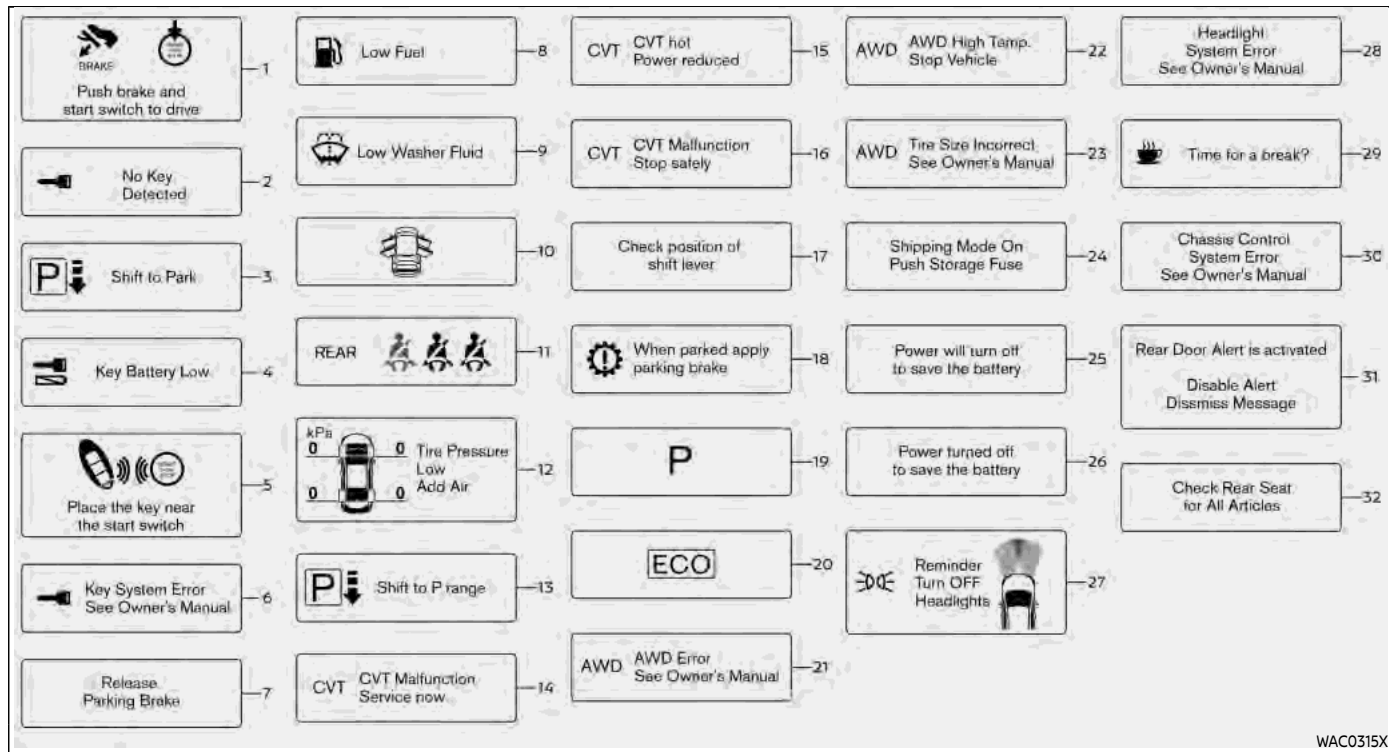 BRAKE
Push brake and
start switch to drive
1
No Key
Detected
2
P
Shift to Park
3
Key Battery Low
4
Place the key near
the start switch
5
Key System Error
See Owner's Manual
6
Release
Parking Brake
7
Low Fuel
8
Low Washer Fluid
9
10
REAR
11
kPa
0 0
0 0
Tire Pressure
Low
Add Air
12
P
Shift to P range
13
CVT
CVT Malfunction
Service now
14
CVT
CVT hot
Power reduced
15
CVT
CVT Malfunction
Stop safely
16
Check position of
shift lever
17
When parked apply
parking brake
18
P
19
ECO
20
AWD
AWD Error
See Owner's Manual
21
AWD
AWD High Temp.
Stop Vehicle
22
AWD
Tire Size Incorrect
See Owner's Manual
23
Shipping Mode On
Push Storage Fuse
24
Power will turn off
to save the battery
25
Power turned off
to save the battery
26
Reminder
Turn OFF
Headlights
27
Headlight
System Error
See Owner's Manual
28
Time for a break?
29
Chassis Control
System Error
See Owner's Manual
30
Rear Door Alert is activated
Disable Alert
Dissmiss Message
31
Check Rear Seat
for All Articles
32
WAC0315X